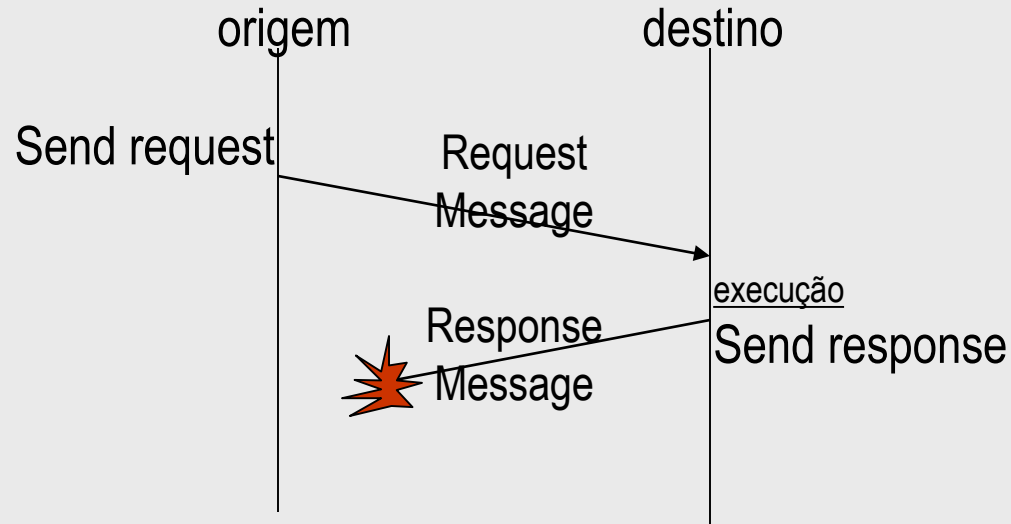 origem
destino
Send request
Request
Message
execução
Response
Send response
Message